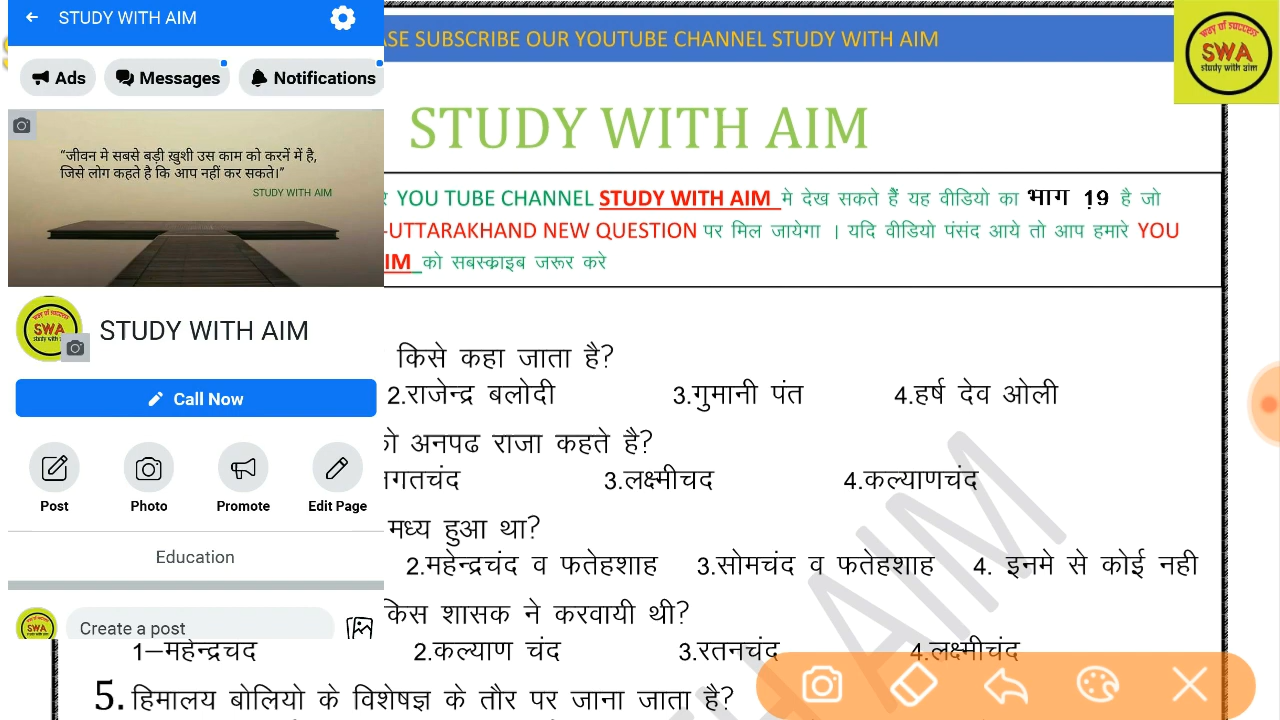 STUDY WITH AIM
Ads
Messages
Notifications
“जीवन मे सबसे बड़ी ख़ुशी उस काम को करनें में है,
जिसे लोग कहते है कि आप नहीं कर सकते।”
STUDY WITH AIM
STUDY WITH AIM
Call Now
Post
Photo
Promote
Edit Page
Education
Create a post
SUBSCRIBE OUR YOUTUBE CHANNEL STUDY WITH AIM
way of success
SWA
study with aim
STUDY WITH AIM
YOU TUBE CHANNEL STUDY WITH AIM मे देख सकते हैं यह वीडियो का भाग 19 है जो
-UTTARAKHAND NEW QUESTION पर मिल जायेगा । यदि वीडियो पंसंद आये तो आप हमारे YOU
को सबस्क्राइब जरूर करे
किसे कहा जाता है?
2.राजेन्द्र बलोदी 3.गुमानी पंत 4.हर्ष देव ओली
अनपढ राजा कहते है?
3.लक्ष्मीचद 4.कल्याणचंद
मध्य हुआ था?
2.महेन्द्रचंद व फतेहशाह 3.सोमचंद व फतेहशाह 4. इनमे से कोई नही
किस शासक ने करवायी थी?
1–महेन्द्रचद 2.कल्याण चंद 3.रतनचंद 4.लक्ष्मीचंद
5. हिमालय बोलियो के विशेषज्ञ के तौर पर जाना जाता है?